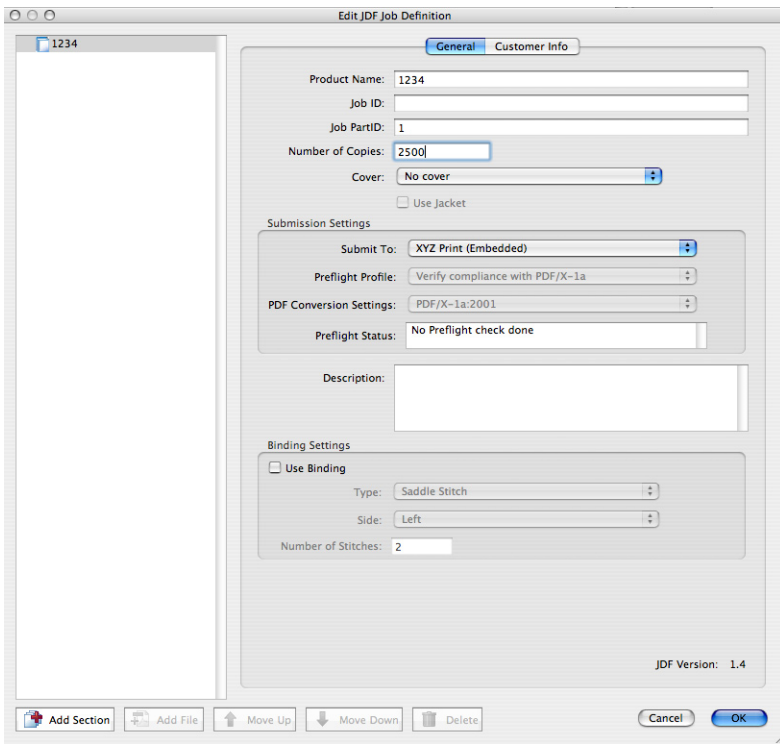 Edit JDF Job Definition
1234
General Customer Info
Product Name: 1234
Job ID:
Job PartID: 1
Number of Copies: 2500
Cover: No cover
Use Jacket
Submission Settings
Submit To: XYZ Print (Embedded)
Preflight Profile: Verify compliance with PDF/X-1a
PDF Conversion Settings: PDF/X-1a:2001
Preflight Status: No Preflight check done
Description:
Binding Settings
Use Binding
Type: Saddle Stitch
Side: Left
Number of Stitches: 2
JDF Version: 1.4
Add Section Add File Move Up Move Down Delete Cancel OK